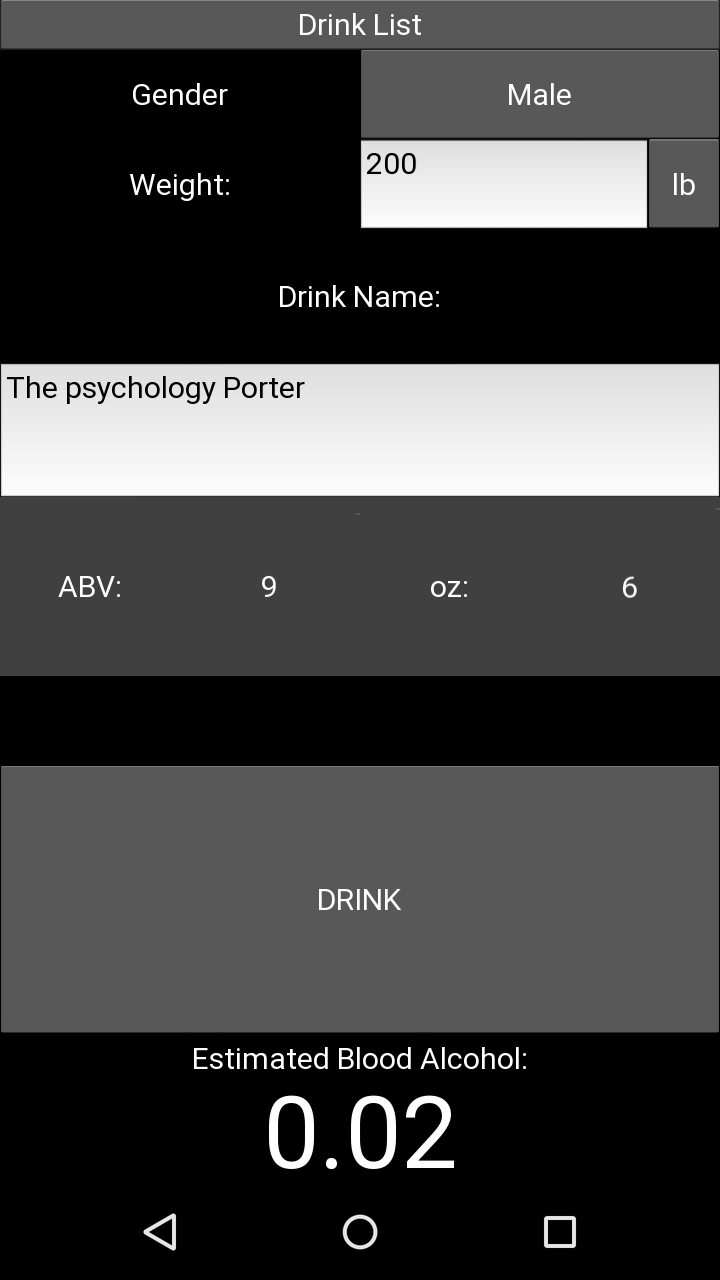 Drink List
Gender Male
Weight: 200 lb
Drink Name:
The psychology Porter
ABV: 9 oz: 6
DRINK
Estimated Blood Alcohol:
0.02